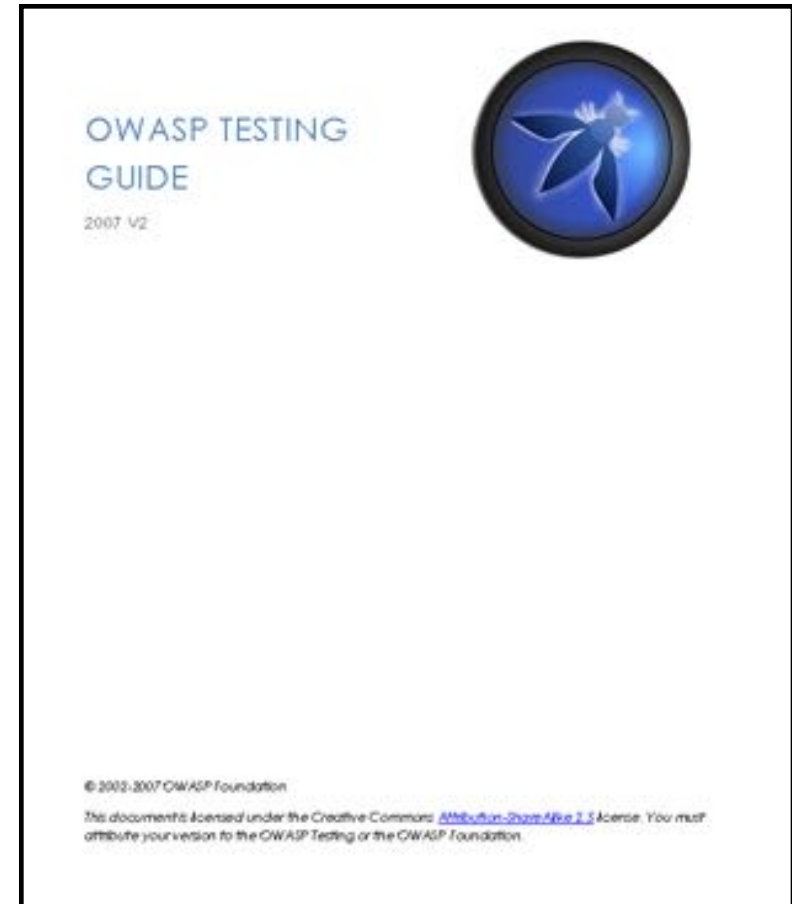 OWASP TESTING
GUIDE
2007 V2
© 2002-2007 OWASP Foundation
This document is licensed under the Creative Commons Attribution-ShareAlike 2.5 license. You must
attribute your version to the OWASP Testing or the OWASP Foundation.